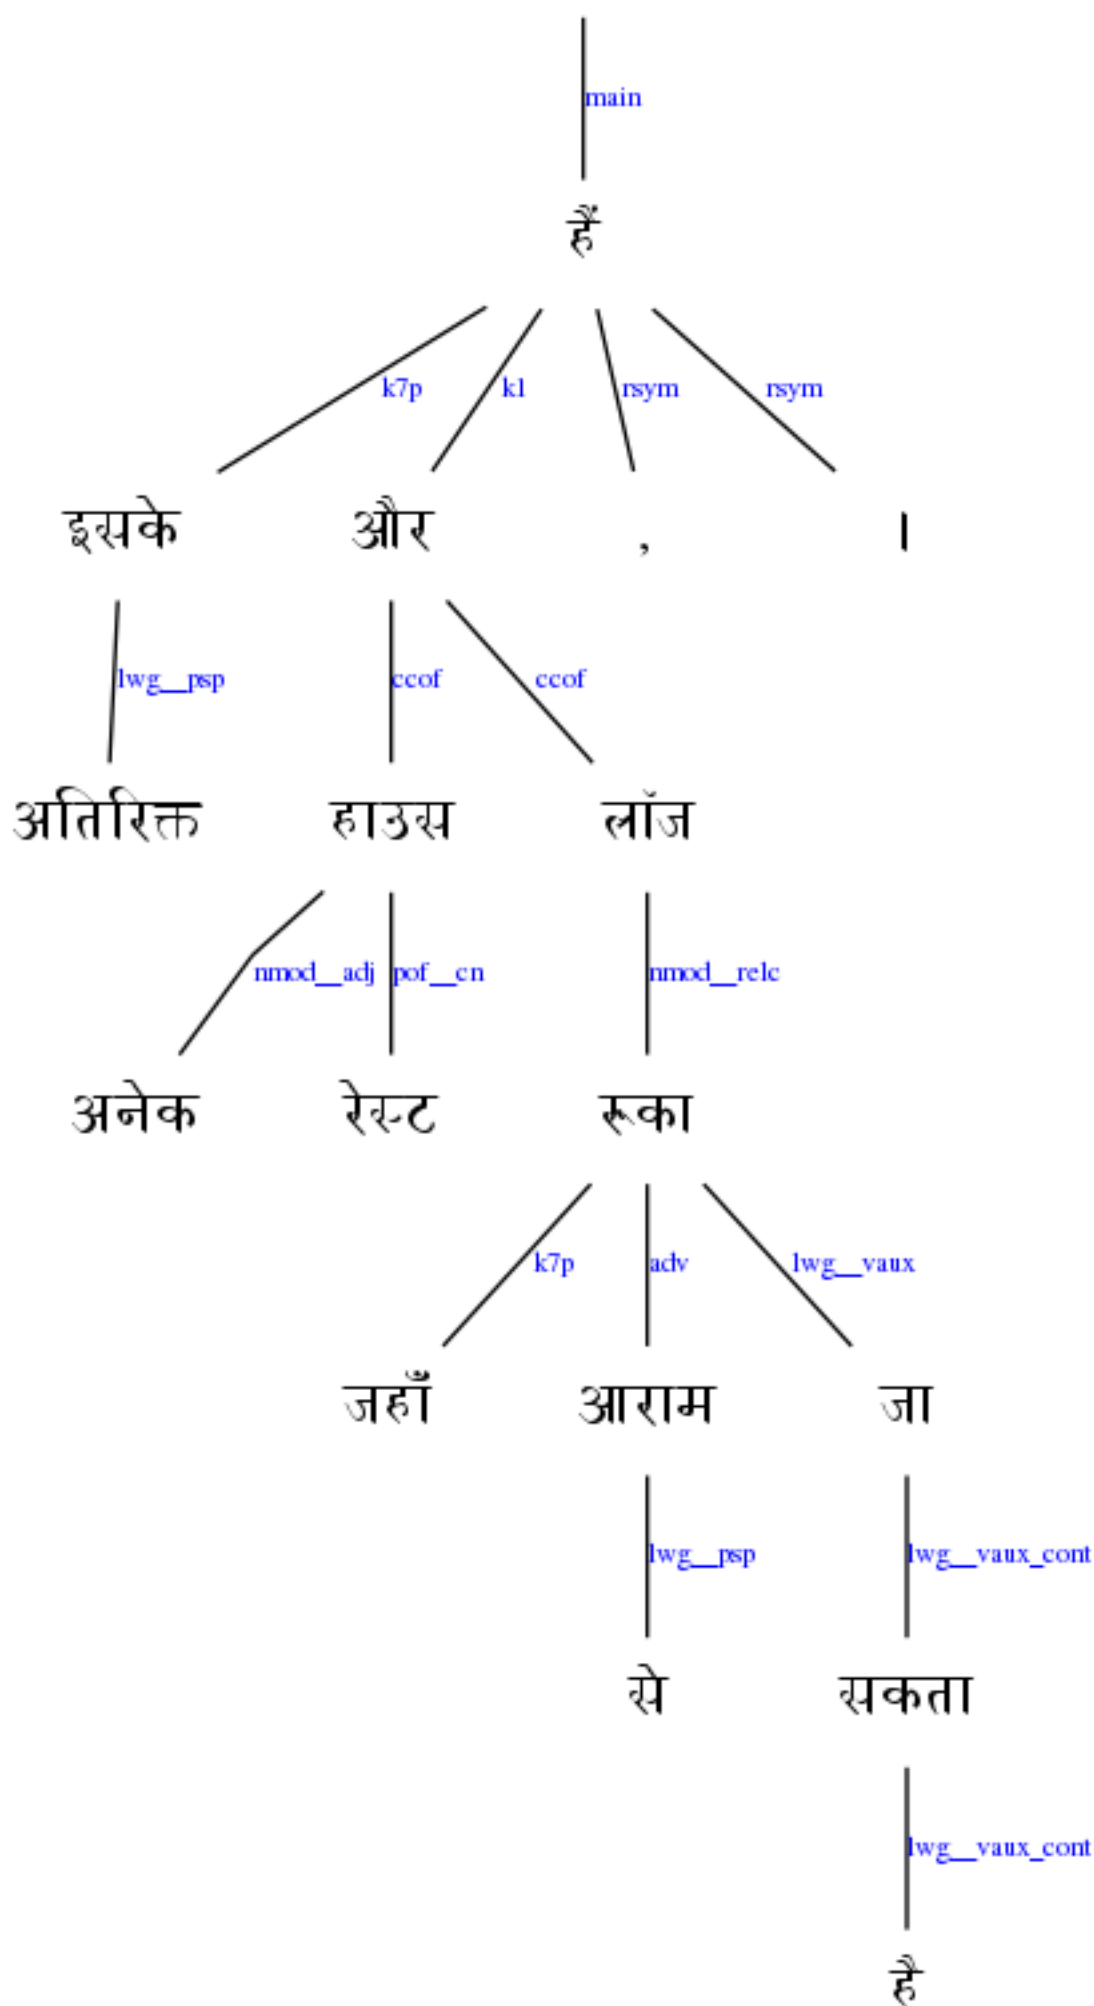 main
हैं
k7p k1 rsym rsym
इसके और , ।
lwg__psp ccof ccof
अतिरिक्त हाउस लॉज
nmod__adj pof__cn nmod__relc
अनेक रेस्ट रूका
k7p adv lwg__vaux
जहाँ आराम जा
lwg__psp lwg__vaux_cont
से सकता
lwg__vaux_cont
है